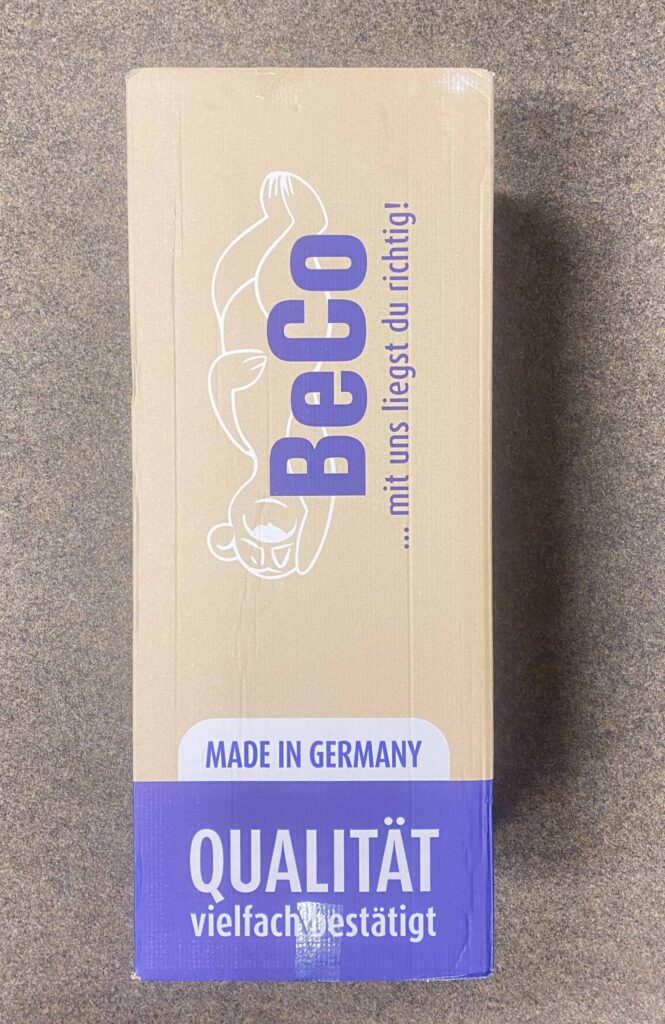 BeCo
... mit uns liegst du richtig!
MADE IN GERMANY
QUALITÄT
vielfach bestätigt